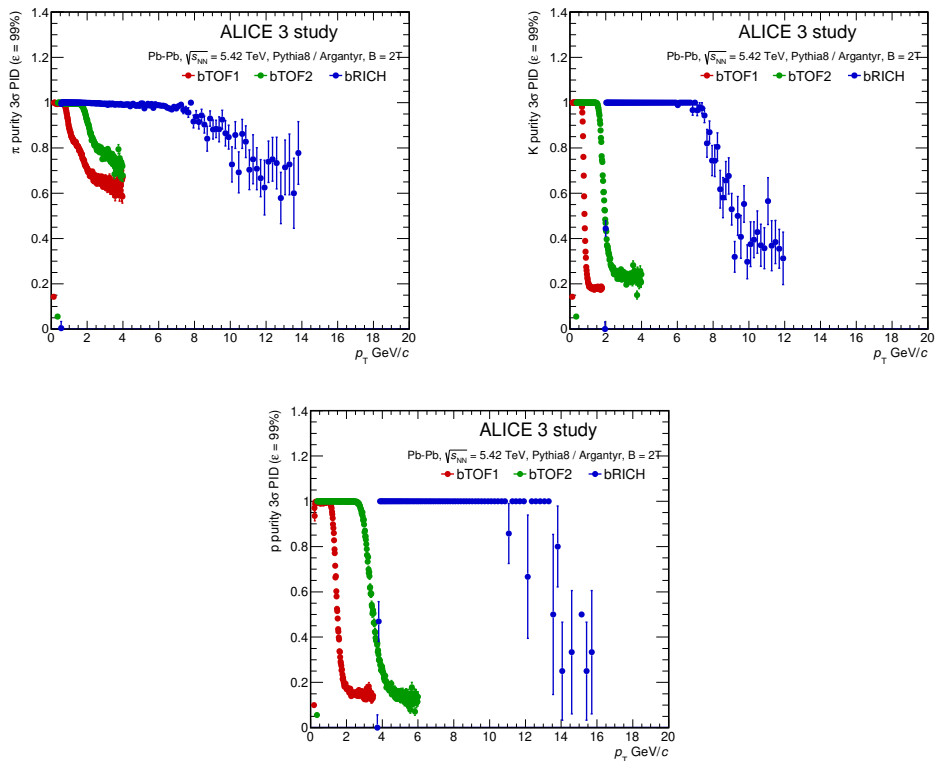 ALICE 3 study
Pb-Pb, √sNN = 5.42 TeV, Pythia8 / Argantyr, B = 2T
bTOF1 bTOF2 bRICH
π purity 3σ PID (ε = 99%)
1.4
1.2
1
0.8
0.6
0.4
0.2
0
0 2 4 6 8 10 12 14 16 18 20
pT GeV/c
ALICE 3 study
Pb-Pb, √sNN = 5.42 TeV, Pythia8 / Argantyr, B = 2T
bTOF1 bTOF2 bRICH
K purity 3σ PID (ε = 99%)
1.4
1.2
1
0.8
0.6
0.4
0.2
0
0 2 4 6 8 10 12 14 16 18 20
pT GeV/c
ALICE 3 study
Pb-Pb, √sNN = 5.42 TeV, Pythia8 / Argantyr, B = 2T
bTOF1 bTOF2 bRICH
p purity 3σ PID (ε = 99%)
1.4
1.2
1
0.8
0.6
0.4
0.2
0
0 2 4 6 8 10 12 14 16 18 20
pT GeV/c